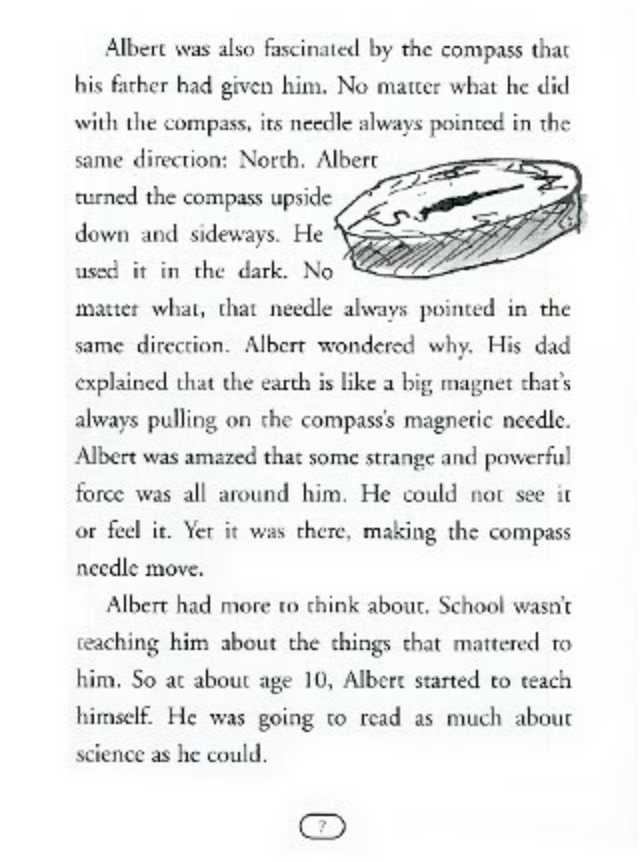 Albert was also fascinated by the compass that
his father had given him. No matter what he did
with the compass, its needle always pointed in the
same direction: North. Albert
turned the compass upside
down and sideways. He
used it in the dark. No
matter what, that needle always pointed in the
same direction. Albert wondered why. His dad
explained that the earth is like a big magnet that's
always pulling on the compass's magnetic needle.
Albert was amazed that some strange and powerful
force was all around him. He could not see it
or feel it. Yet it was there, making the compass
needle move.
Albert had more to think about. School wasn't
teaching him about the things that mattered to
him. So at about age 10, Albert started to teach
himself. He was going to read as much about
science as he could.
7